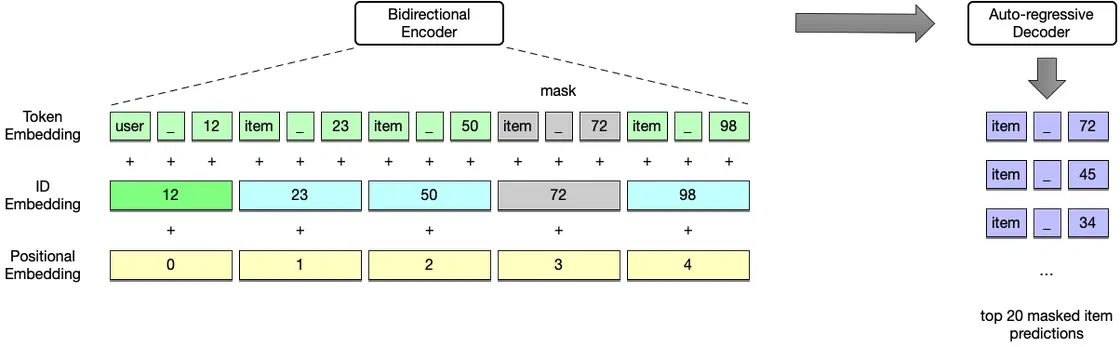 Bidirectional
Encoder
Auto-regressive
Decoder
mask
Token
Embedding
user _ 12 item _ 23 item _ 50 item _ 72 item _ 98
+ + + + + + + + + + + + + + +
ID
Embedding
12 23 50 72 98
+ + + + +
Positional
Embedding
0 1 2 3 4
item _ 72
item _ 45
item _ 34
...
top 20 masked item
predictions